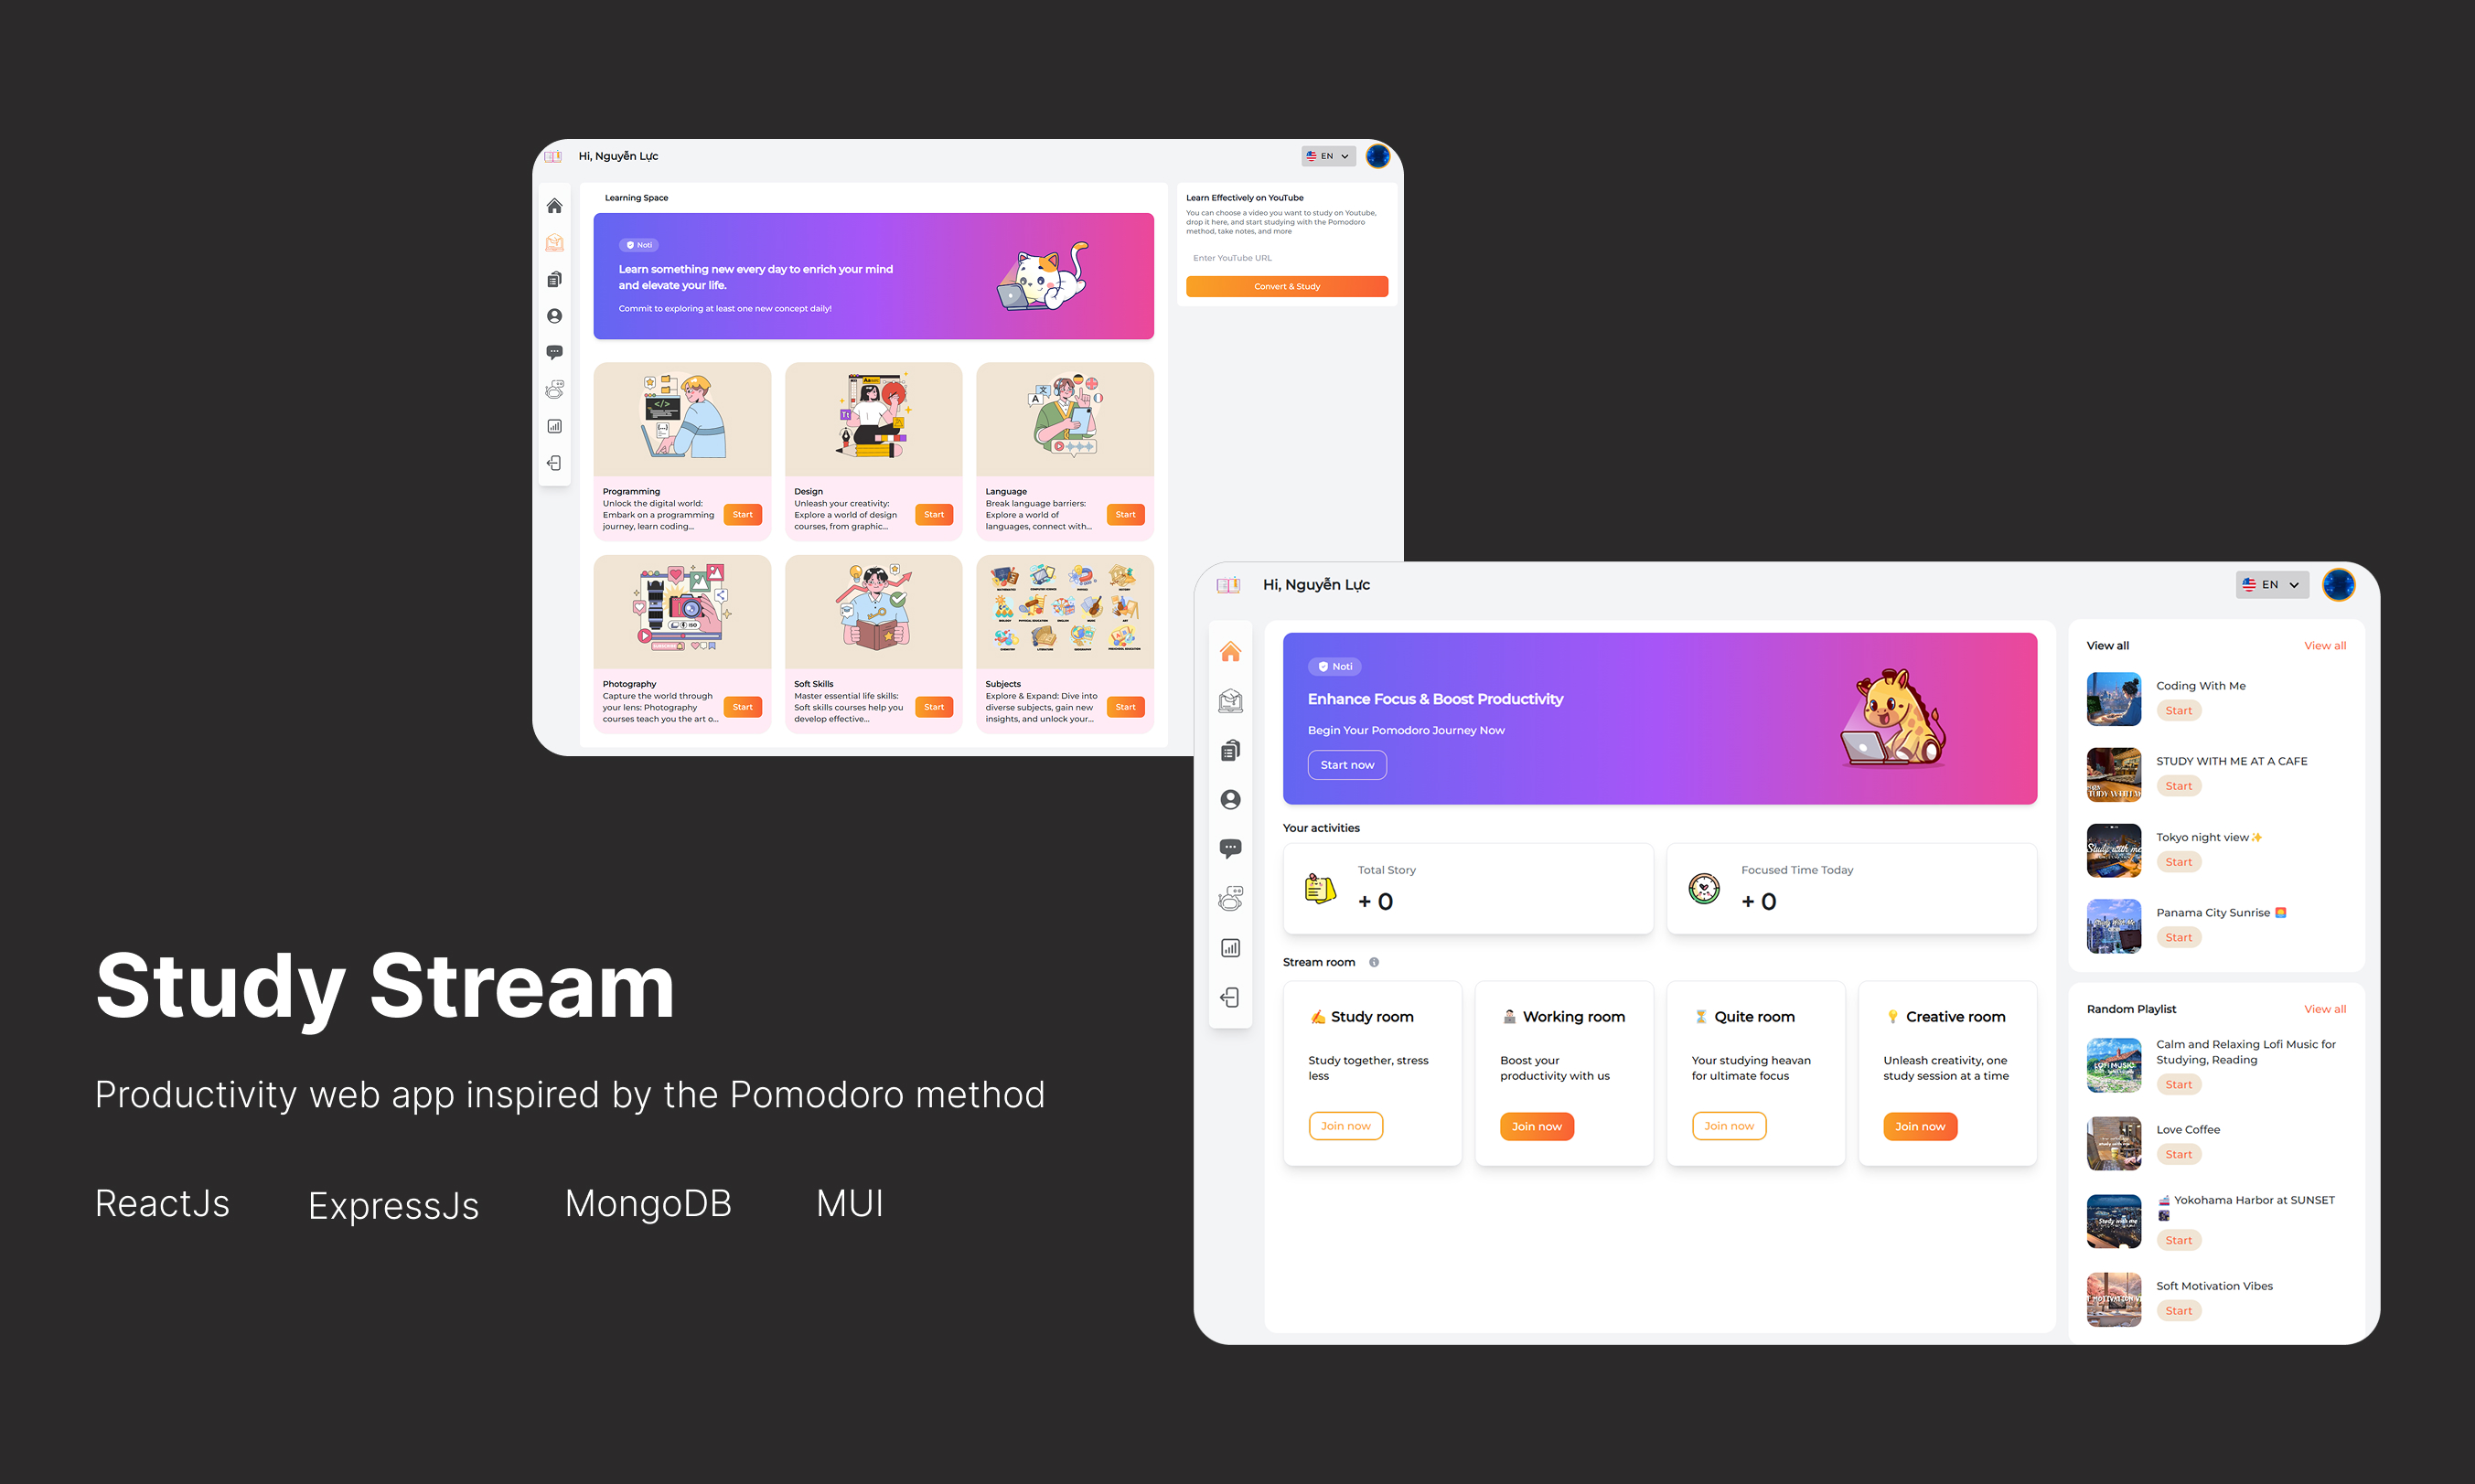 Hi, Nguyễn Lực
EN
Learning Space
Noti
Learn something new every day to enrich your mind
and elevate your life.
Commit to exploring at least one new concept daily!
Learn Effectively on YouTube
You can choose a video you want to study on Youtube,
drop it here, and start studying with the Pomodoro
method, take notes, and more
Enter YouTube URL
Convert & Study
Programming
Unlock the digital world:
Embark on a programming
journey, learn coding...
Start
Design
Unleash your creativity:
Explore a world of design
courses, from graphic...
Start
Language
Break language barriers:
Explore a world of
languages, connect with...
Start
Photography
Capture the world through
your lens: Photography
courses teach you the art o...
Start
Soft Skills
Master essential life skills:
Soft skills courses help you
develop effective...
Start
Subjects
Explore & Expand: Dive into
diverse subjects, gain new
insights, and unlock your...
Start
Hi, Nguyễn Lực
EN
Noti
Enhance Focus & Boost Productivity
Begin Your Pomodoro Journey Now
Start now
Your activities
Total Story
+ 0
Focused Time Today
+ 0
Stream room
Study room
Study together, stress
less
Join now
Working room
Boost your
productivity with us
Join now
Quite room
Your studying heavan
for ultimate focus
Join now
Creative room
Unleash creativity, one
study session at a time
Join now
View all
View all
Coding With Me
Start
STUDY WITH ME AT A CAFE
Start
Tokyo night view✨
Start
Panama City Sunrise 🌅
Start
Random Playlist
View all
Calm and Relaxing Lofi Music for
Studying, Reading
Start
Love Coffee
Start
Yokohama Harbor at SUNSET
Start
Soft Motivation Vibes
Start
Study Stream
Productivity web app inspired by the Pomodoro method
ReactJs
ExpressJs
MongoDB
MUI